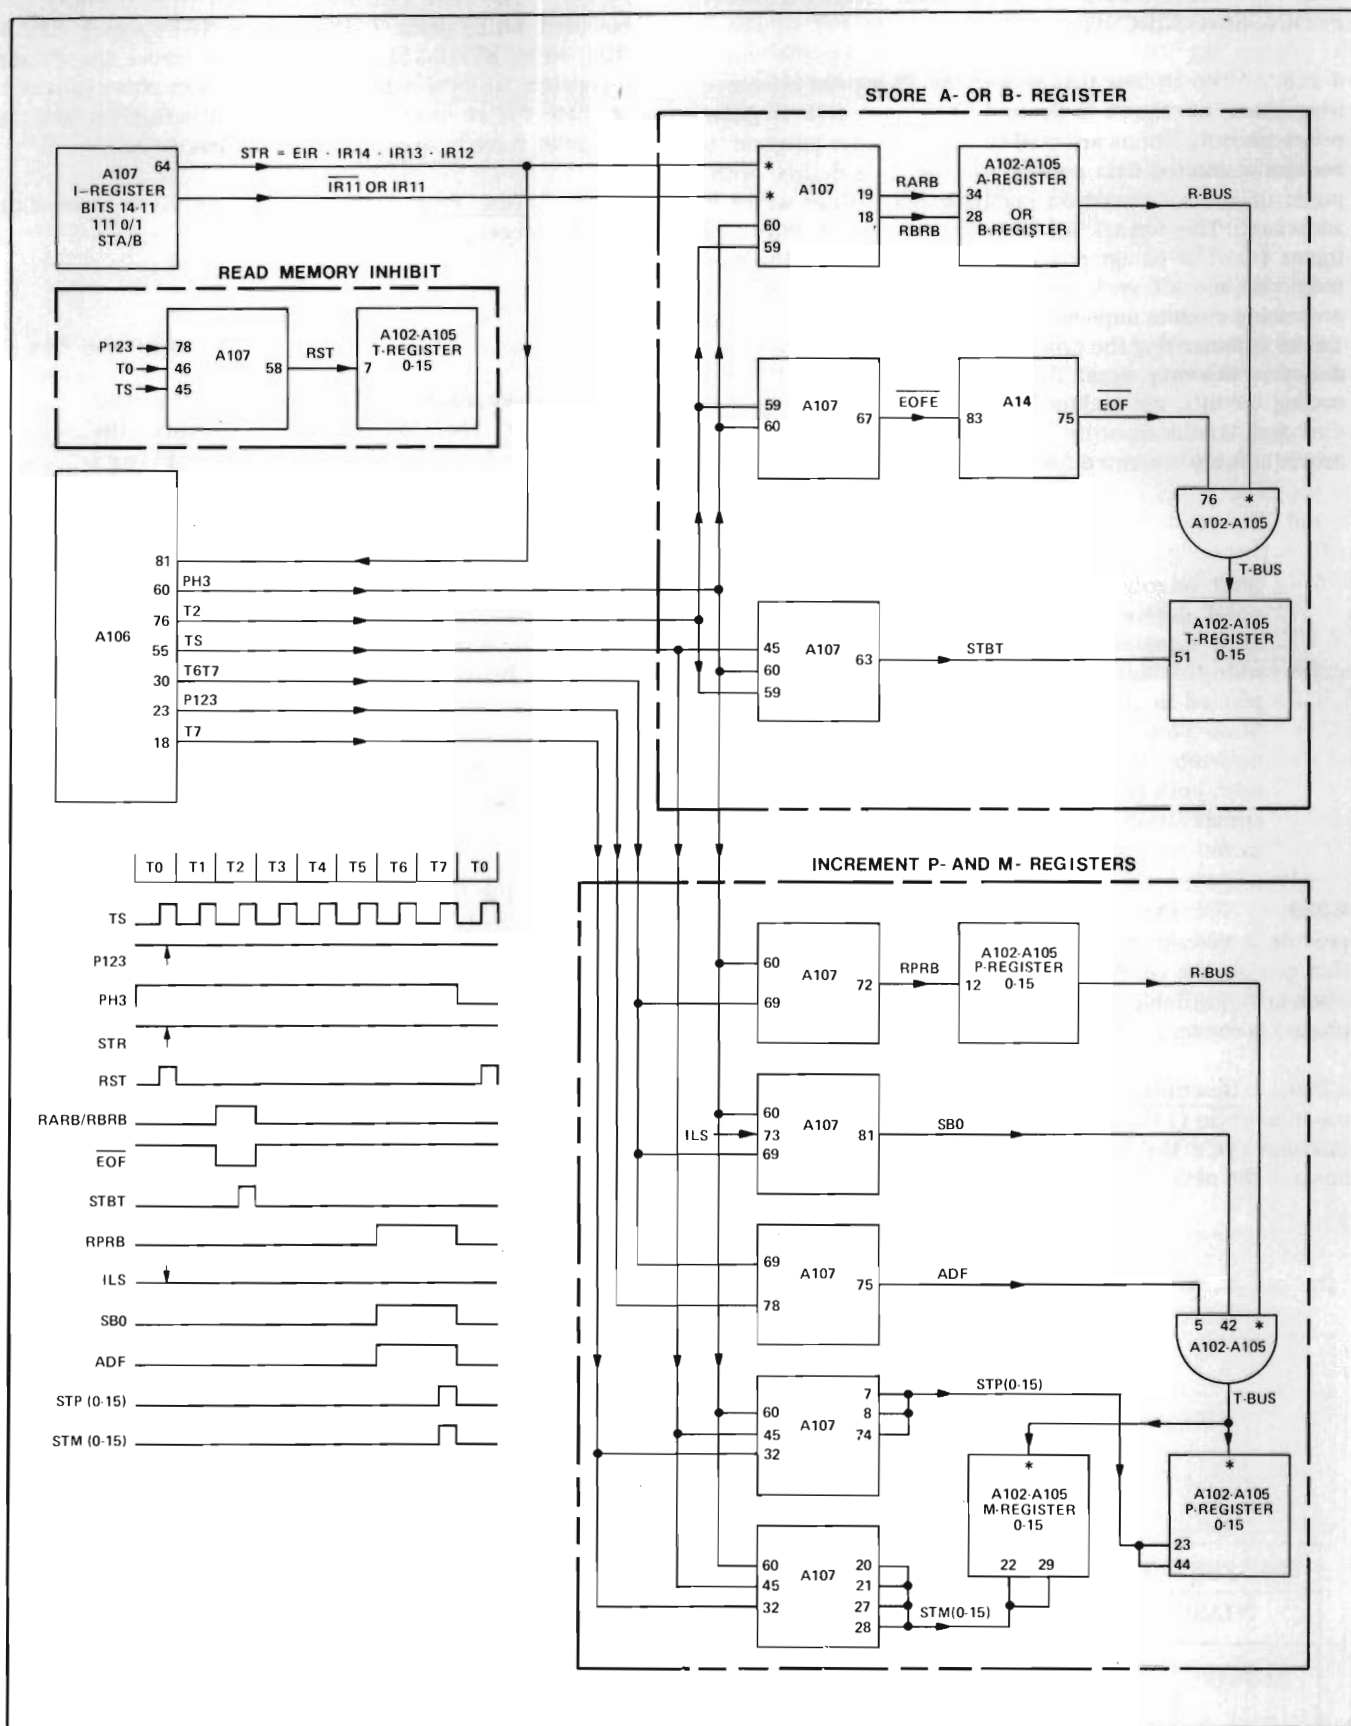 STORE A- OR B- REGISTER
64
A107
I-REGISTER
BITS 14-11
111 0/1
STA/B
STR = EIR · IR14 · IR13 · IR12
IR11 OR IR11
*
*
60
59
A107
19
18
RARB
RBRB
A102-A105
A-REGISTER
34
28
OR
B-REGISTER
R-BUS
READ MEMORY INHIBIT
P123
T0
TS
78
46
45
A107
58
RST
A102-A105
T-REGISTER
0-15
7
59
60
A107
67
EOFE
83
A14
75
EOF
76 *
A102-A105
T-BUS
A106
81
60
76
55
30
23
18
PH3
T2
TS
T6T7
P123
T7
45
60
59
A107
63
STBT
A102-A105
T-REGISTER
51
0-15
T0 T1 T2 T3 T4 T5 T6 T7 T0
TS
P123
PH3
STR
RST
RARB/RBRB
EOF
STBT
RPRB
ILS
SB0
ADF
STP (0-15)
STM (0-15)
INCREMENT P- AND M- REGISTERS
60
69
A107
72
RPRB
A102-A105
P-REGISTER
12
0-15
R-BUS
ILS
60
73
69
A107
81
SB0
69
78
A107
75
ADF
5 42 *
A102-A105
T-BUS
60
45
32
A107
7
8
74
STP(0-15)
*
A102-A105
M-REGISTER
0-15
22 29
*
A102-A105
P-REGISTER
0-15
23
44
60
45
32
A107
20
21
27
28
STM(0-15)